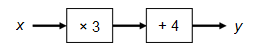 x × 3 + 4 y